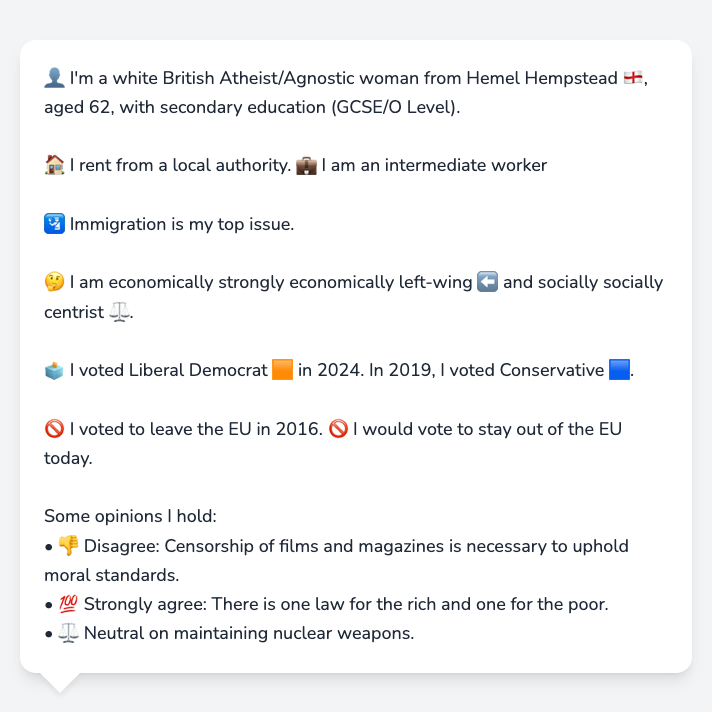 👤 I'm a white British Atheist/Agnostic woman from Hemel Hempstead 🏴󠁧󠁢󠁥󠁮󠁧󠁿,
aged 62, with secondary education (GCSE/O Level).
🏠 I rent from a local authority. 💼 I am an intermediate worker
🛂 Immigration is my top issue.
🤔 I am economically strongly economically left-wing ⬅️ and socially socially
centrist ⚖️.
🗳️ I voted Liberal Democrat 🟧 in 2024. In 2019, I voted Conservative 🟦.
🚫 I voted to leave the EU in 2016. 🚫 I would vote to stay out of the EU
today.
Some opinions I hold:
• 👎 Disagree: Censorship of films and magazines is necessary to uphold
moral standards.
• 💯 Strongly agree: There is one law for the rich and one for the poor.
• ⚖️ Neutral on maintaining nuclear weapons.